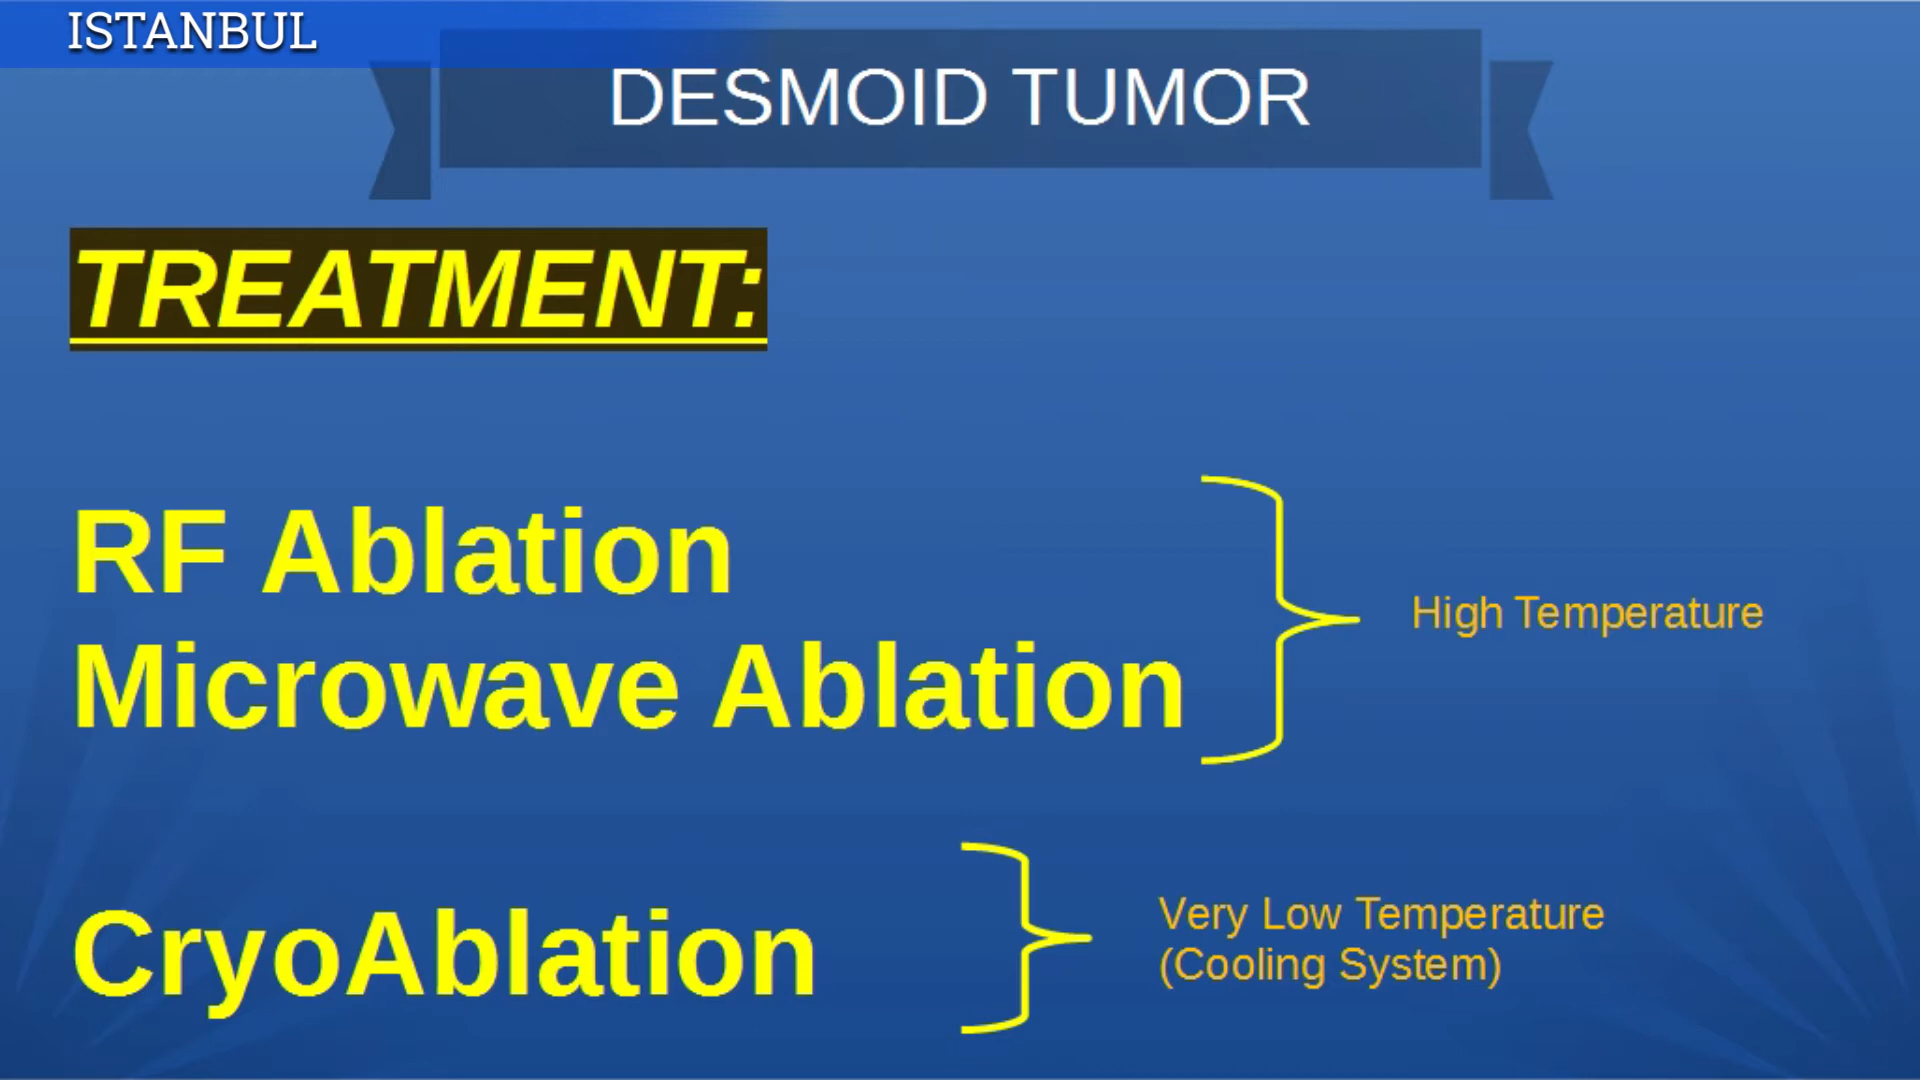 ISTANBUL
DESMOID TUMOR
TREATMENT:
RF Ablation
Microwave Ablation
High Temperature
CryoAblation
Very Low Temperature
(Cooling System)